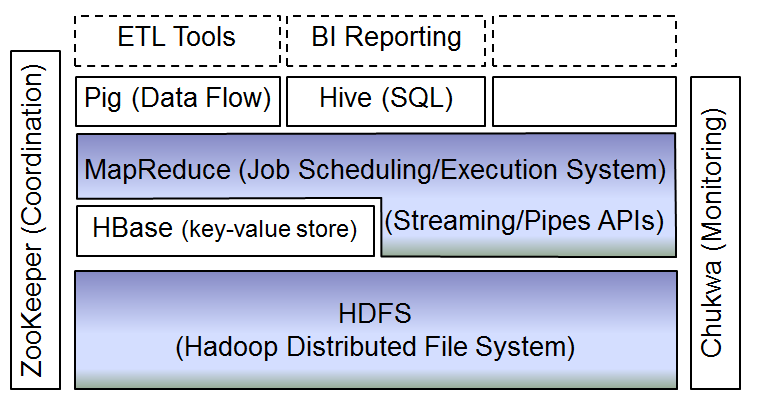 ETL Tools
BI Reporting
Pig (Data Flow)
Hive (SQL)
MapReduce (Job Scheduling/Execution System)
(Streaming/Pipes APIs)
HBase (key-value store)
HDFS
(Hadoop Distributed File System)
ZooKeeper (Coordination)
Chukwa (Monitoring)